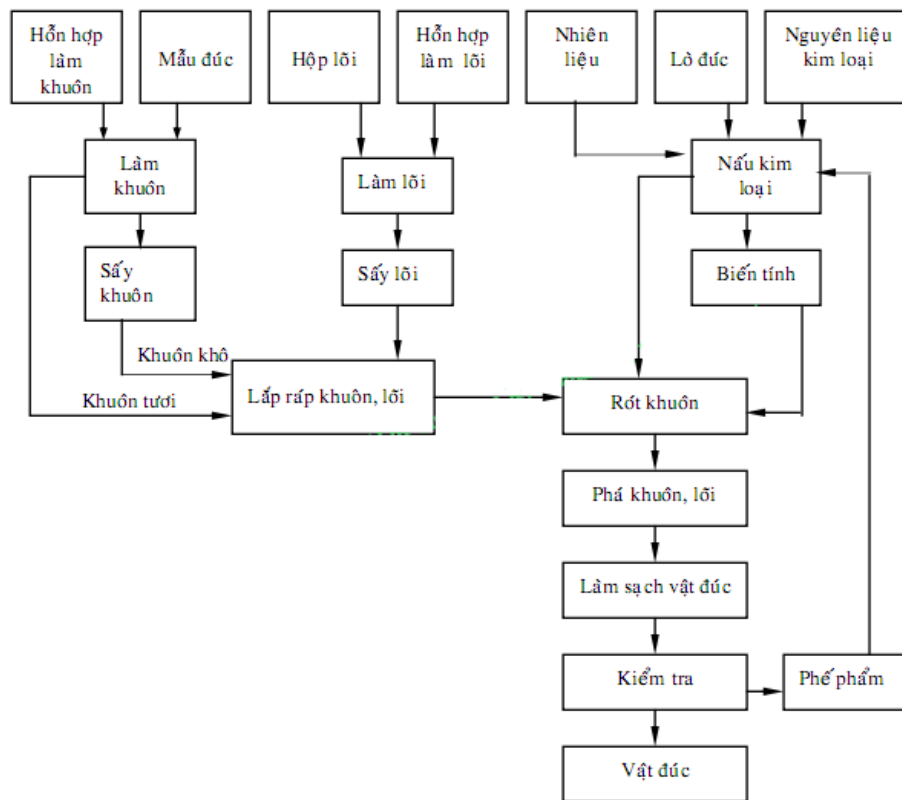 Hỗn hợp
làm
khuôn
Mẫu đúc
Hộp lõi
Hỗn hợp
làm lõi
Nhiên
liệu
Lò đức
Nguyên liệu
kim loại
Làm
khuôn
Làm lõi
Nấu kim
loại
Sấy
khuôn
Sấy lõi
Biến tính
Khuôn khô
Khuôn tươi
Lắp ráp khuôn, lõi
Rót khuôn
Phá khuôn, lõi
Làm sạch vật đúc
Kiểm tra
Phế phẩm
Vật đúc